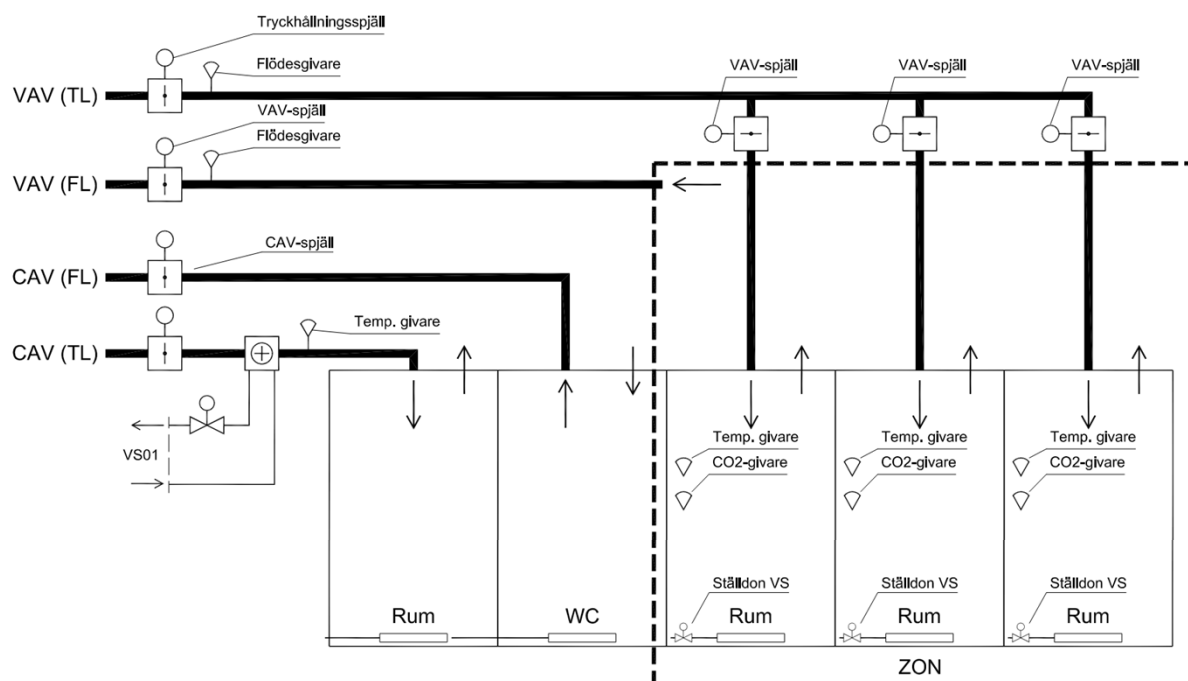 Tryckhållningsspjäll
Flödesgivare
VAV-spjäll
VAV-spjäll
VAV-spjäll
VAV (TL)
VAV-spjäll
Flödesgivare
VAV (FL)
CAV-spjäll
CAV (FL)
Temp. givare
CAV (TL)
VS01
Temp. givare
Temp. givare
Temp. givare
CO2-givare
CO2-givare
CO2-givare
Ställdon VS
Ställdon VS
Ställdon VS
Rum
WC
Rum
Rum
Rum
ZON